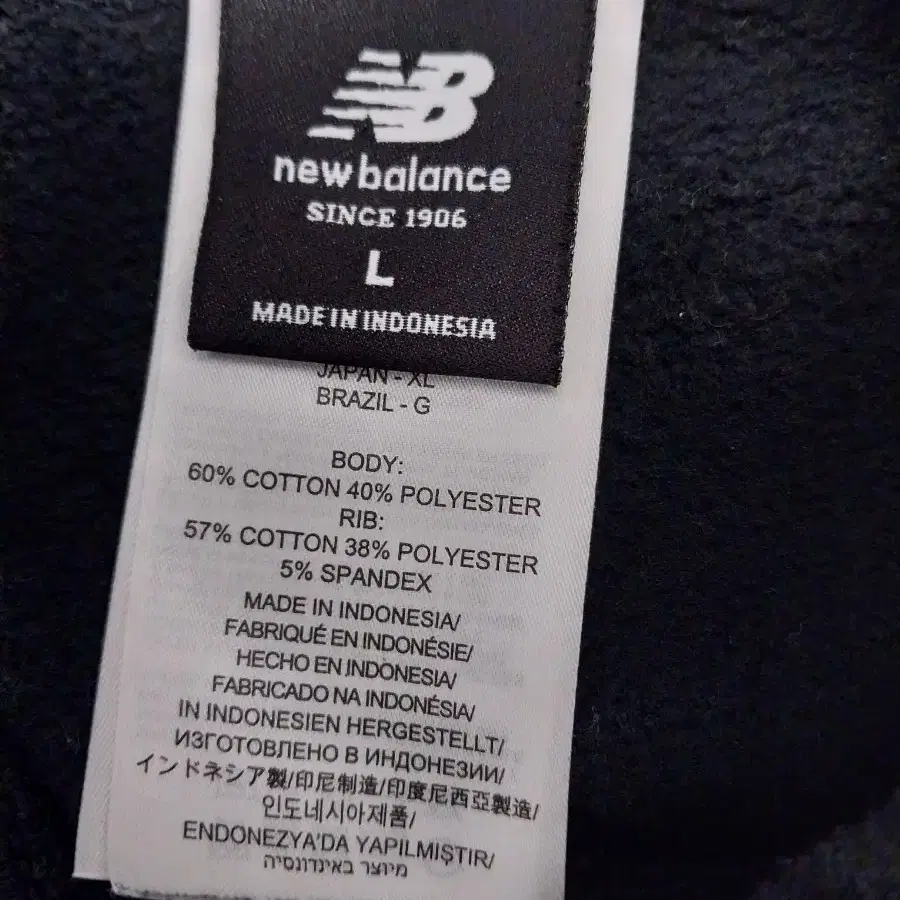 NB
new balance
SINCE 1906
L
MADE IN INDONESIA
JAPAN - XL
BRAZIL - G
BODY:
60% COTTON 40% POLYESTER
RIB:
57% COTTON 38% POLYESTER
5% SPANDEX
MADE IN INDONESIA/
FABRIQUÉ EN INDONÉSIE/
HECHO EN INDONESIA/
FABRICADO NA INDONÉSIA/
IN INDONESIEN HERGESTELLT/
ИЗГОТОВЛЕНО В ИНДОНЕЗИИ/
インドネシア製/印尼制造/印度尼西亞製造/
인도네시아제품/
ENDONEZYA'DA YAPILMIŞTIR/
מיוצר באינדונסיה